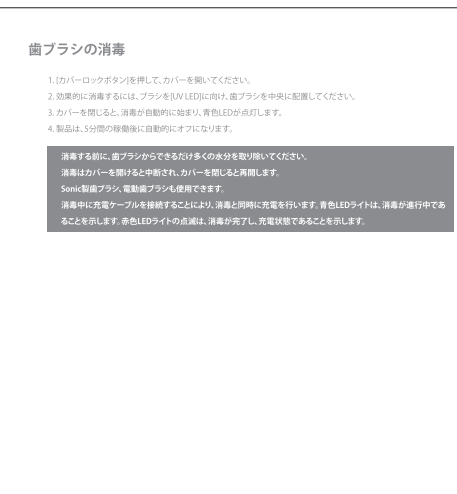 歯ブラシの消毒
1. [カバーロックボタン]を押して、カバーを開いてください。
2. 効果的に消毒するには、ブラシを[UV LED]に向け、歯ブラシを中央に配置してください。
3. カバーを閉じると、消毒が自動的に始まり、青色LEDが点灯します。
4. 製品は、5分間の稼働後に自動的にオフになります。
消毒する前に、歯ブラシからできるだけ多くの水分を取り除いてください。
消毒はカバーを開けると中断され、カバーを閉じると再開します。
Sonic製歯ブラシ、電動歯ブラシも使用できます。
消毒中に充電ケーブルを接続することにより、消毒と同時に充電を行います。青色LEDライトは、消毒が進行中であ
ることを示します。赤色LEDライトの点滅は、消毒が完了し、充電状態であることを示します。